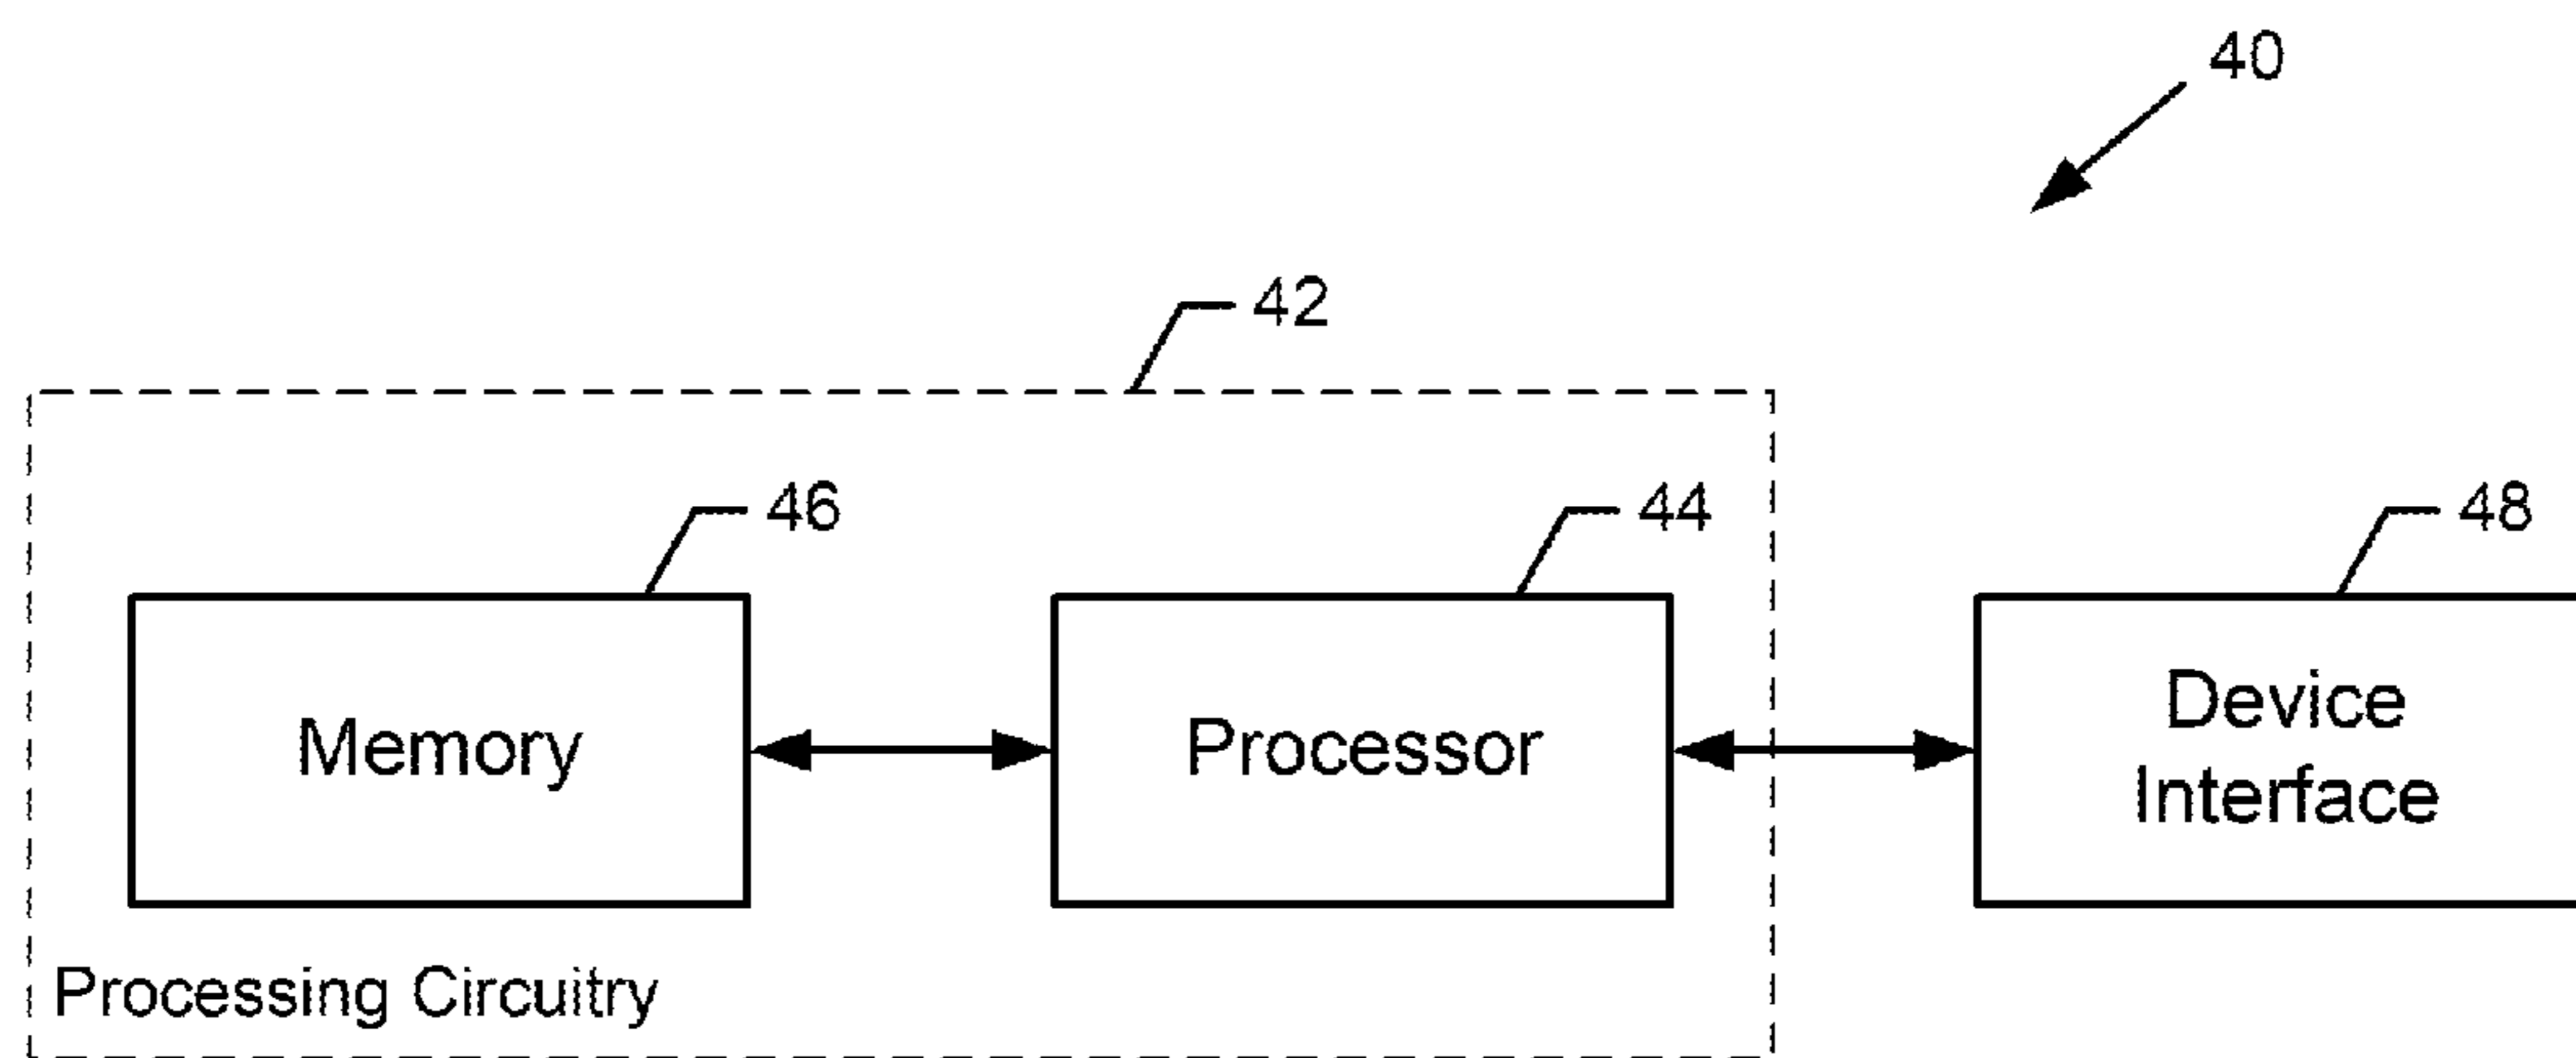 40
42
46
44
48
Memory
Processor
Device
Interface
Processing Circuitry